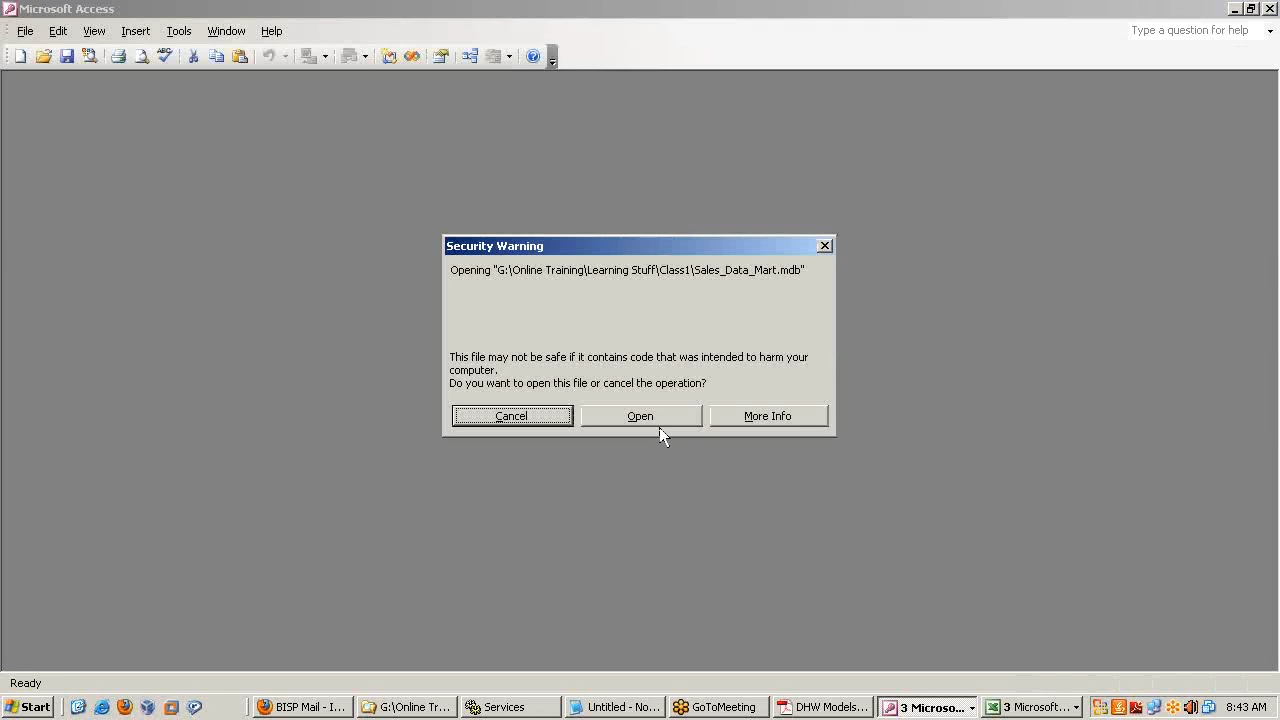 Microsoft Access
File Edit View Insert Tools Window Help
Type a question for help
Security Warning
Opening "G:\Online Training\Learning Stuff\Class1\Sales_Data_Mart.mdb"
This file may not be safe if it contains code that was intended to harm your
computer.
Do you want to open this file or cancel the operation?
Cancel Open More Info
Ready
Start BISP Mail - I... G:\Online Tr... Services Untitled - No... GoToMeeting DHW Models... 3 Microso... 3 Microsoft... 8:43 AM